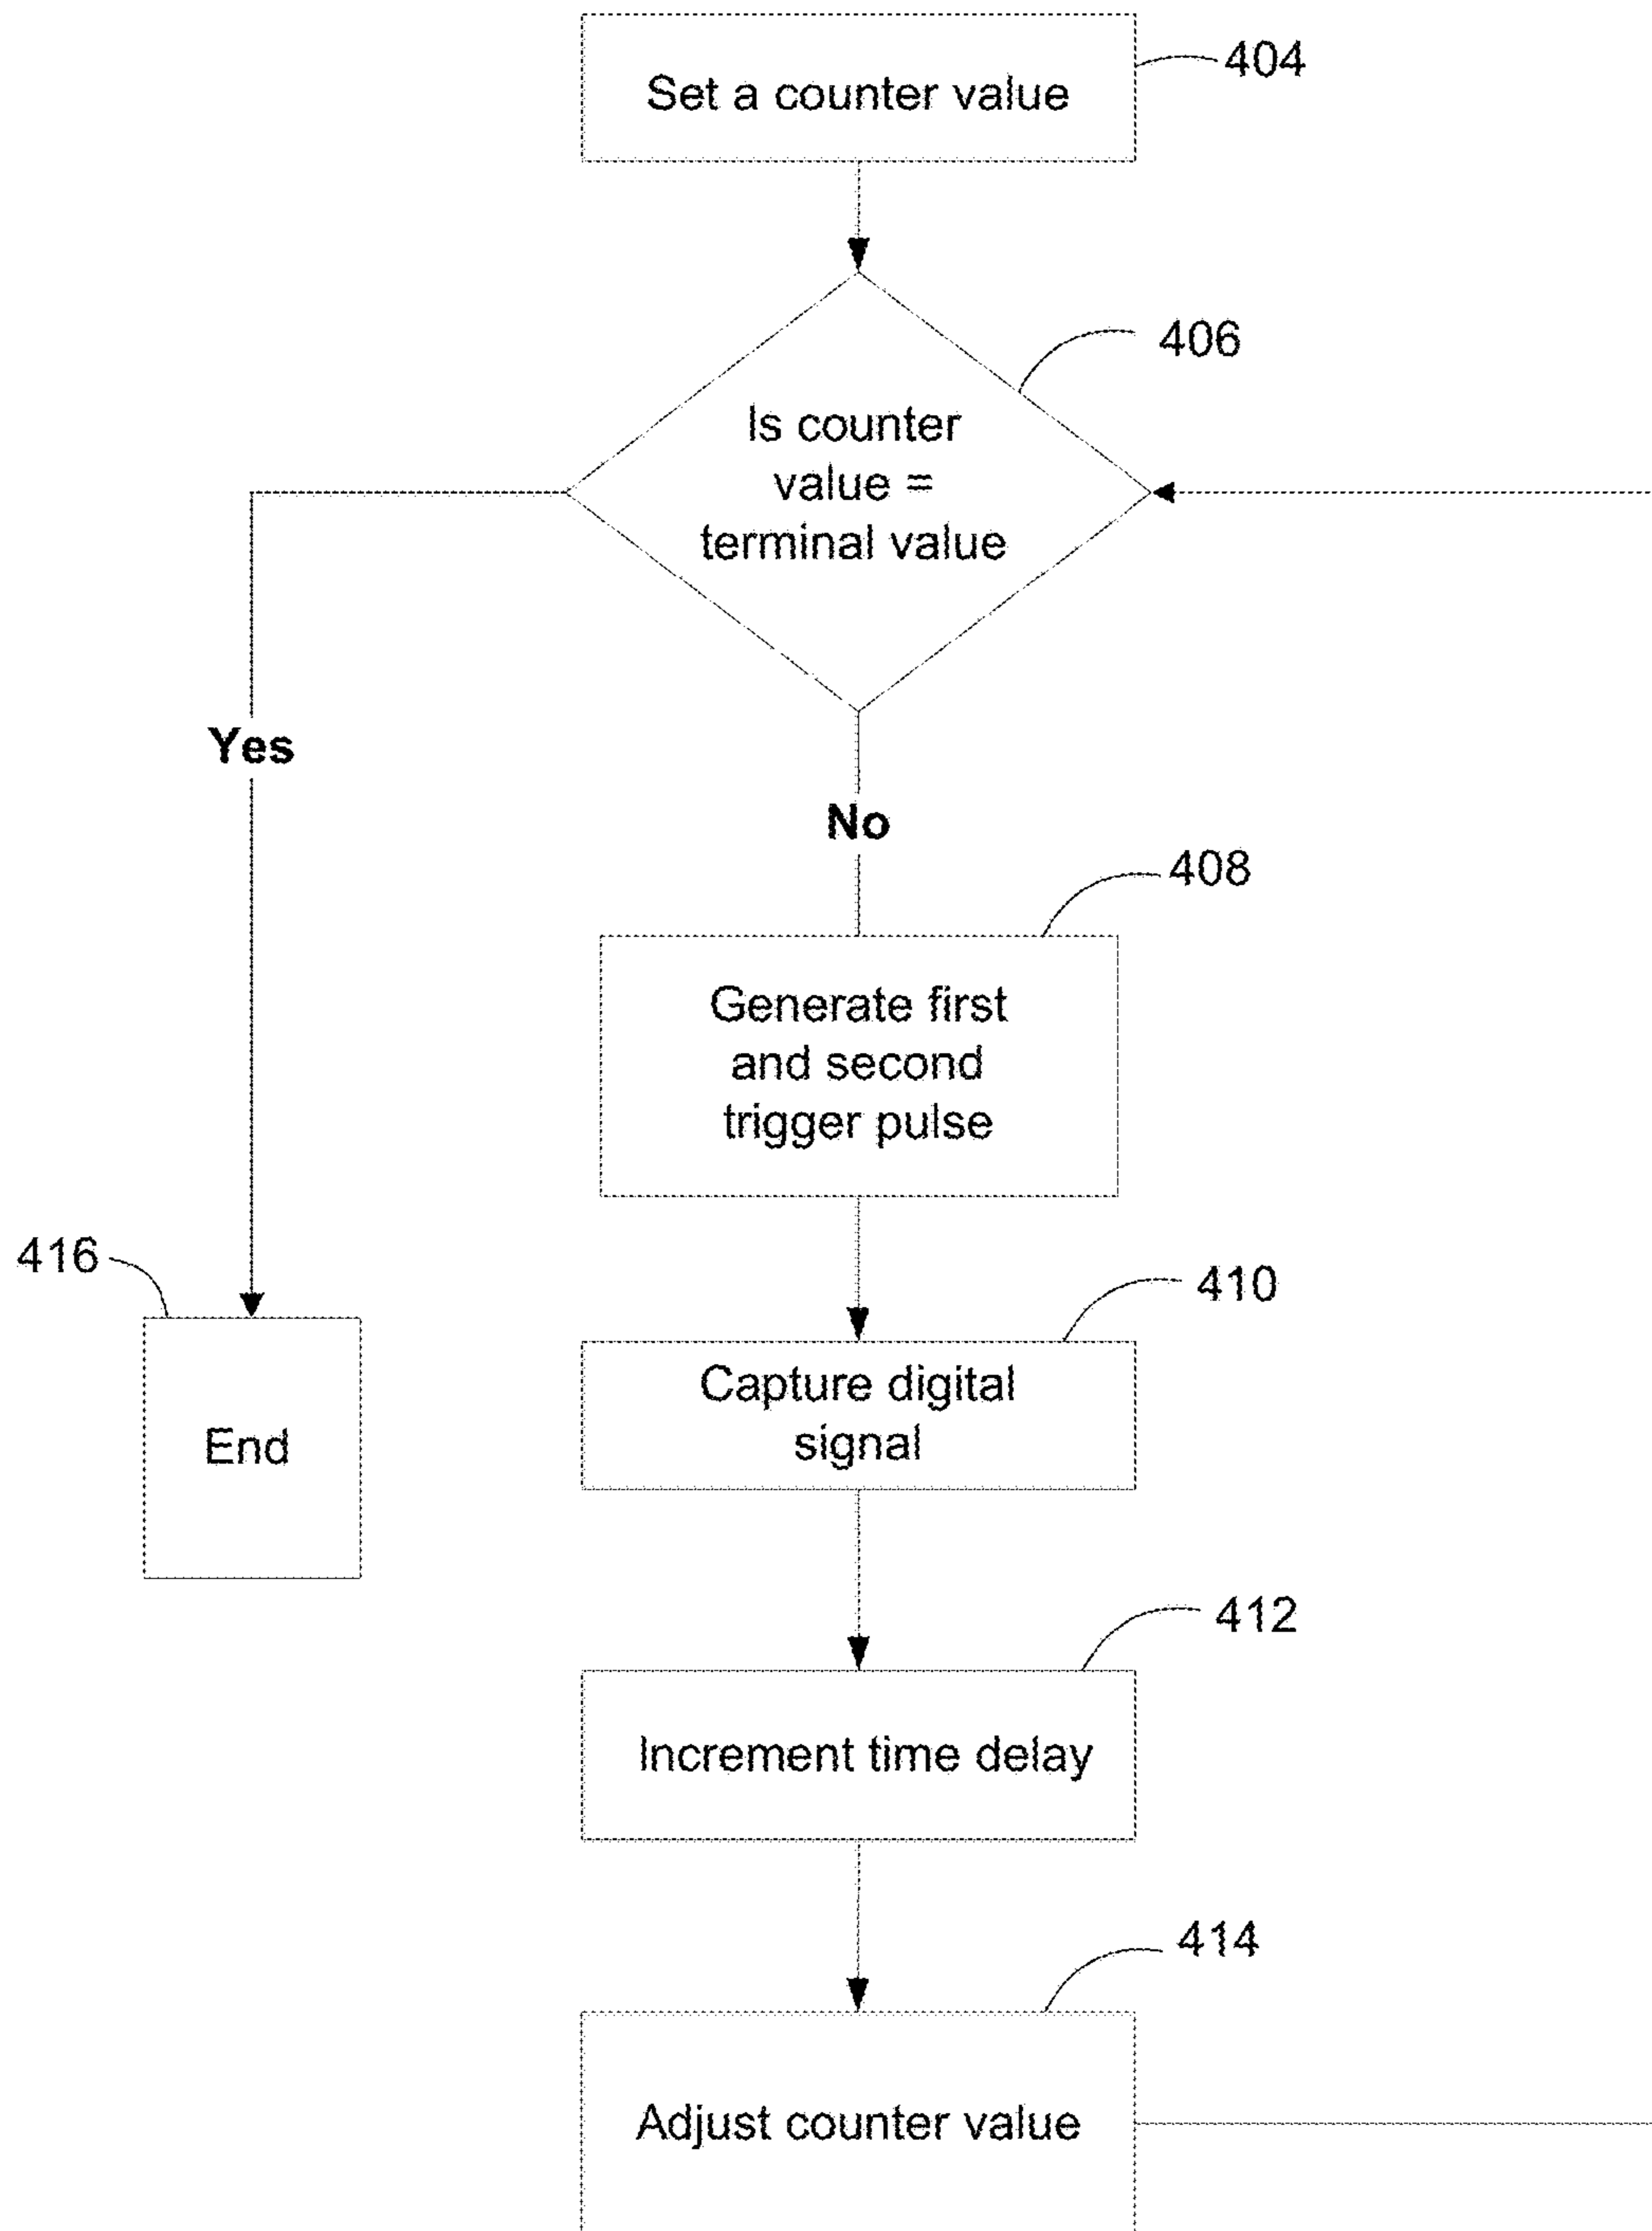 Set a counter value
404
406
Is counter
value =
terminal value
Yes
No
408
Generate first
and second
trigger pulse
416
End
410
Capture digital
signal
412
Increment time delay
414
Adjust counter value